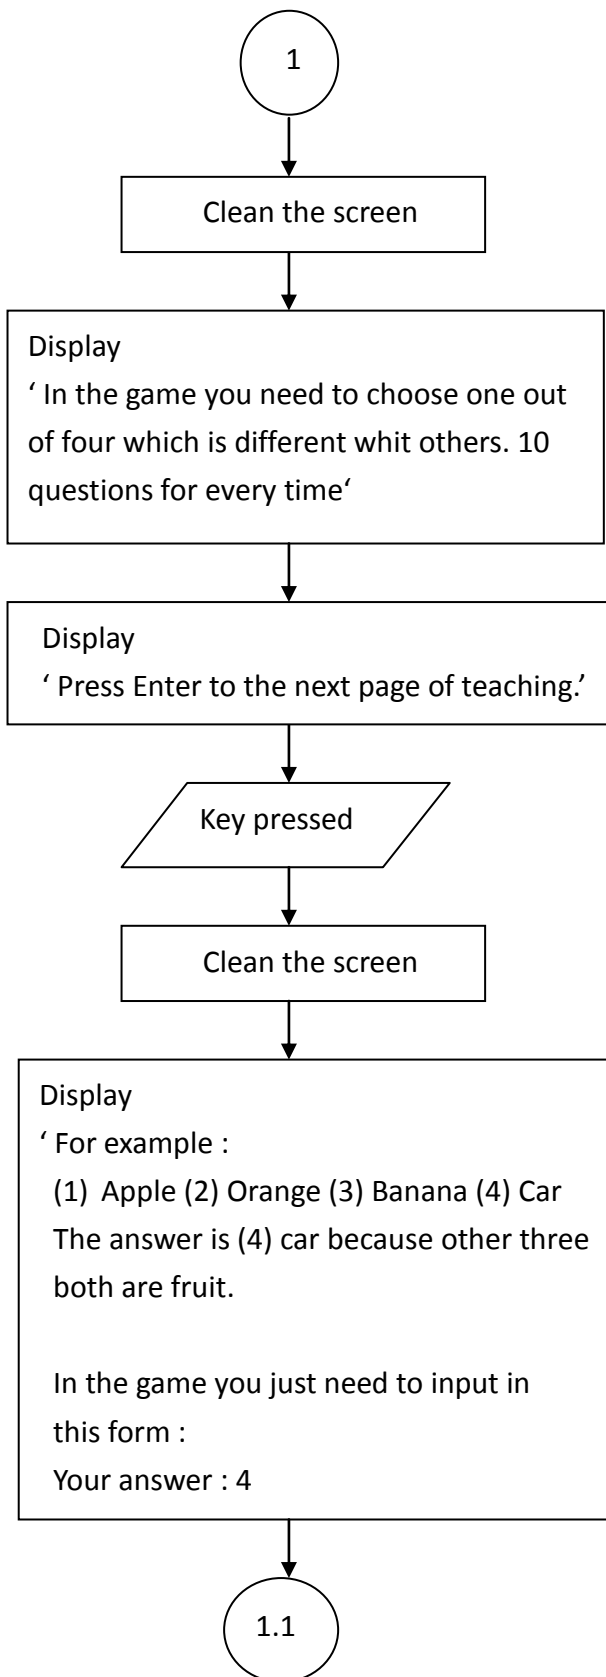 1
Clean the screen
Display
‘ In the game you need to choose one out
of four which is different whit others. 10
questions for every time‘
Display
‘ Press Enter to the next page of teaching.’
Key pressed
Clean the screen
Display
‘ For example :
(1) Apple (2) Orange (3) Banana (4) Car
The answer is (4) car because other three
both are fruit.
In the game you just need to input in
this form :
Your answer : 4
1.1